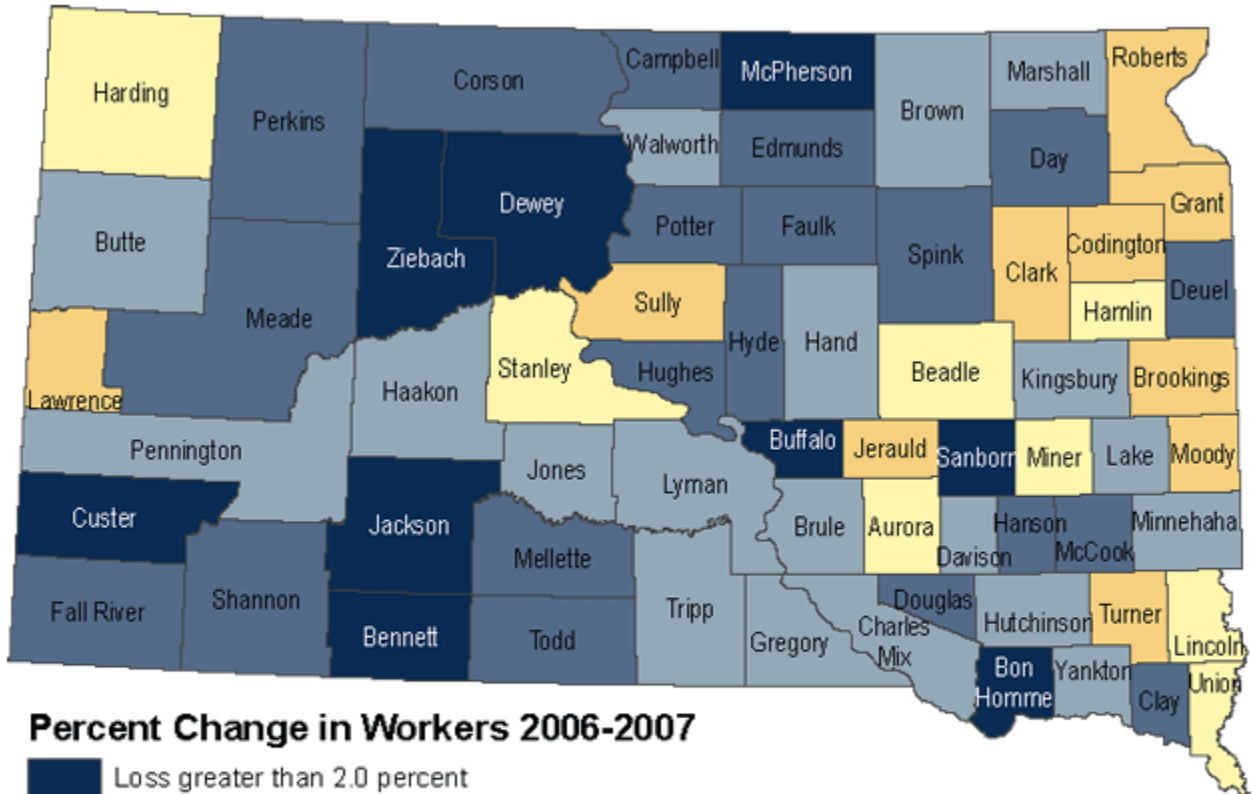 Harding
Perkins
Corson
Campbell
McPherson
Brown
Marshall
Roberts
Walworth
Edmunds
Day
Butte
Ziebach
Dewey
Potter
Faulk
Spink
Grant
Codington
Clark
Deuel
Hamlin
Meade
Sully
Hyde
Hand
Beadle
Kingsbury
Brookings
Lawrence
Haakon
Stanley
Hughes
Pennington
Jones
Lyman
Buffalo
Jerauld
Sanborn
Miner
Lake
Moody
Custer
Jackson
Mellette
Brule
Aurora
Davison
Hanson
McCook
Minnehaha
Fall River
Shannon
Bennett
Todd
Tripp
Gregory
Charles
Mix
Douglas
Hutchinson
Turner
Lincoln
Bon
Homme
Yankton
Clay
Union
Percent Change in Workers 2006-2007
Loss greater than 2.0 percent